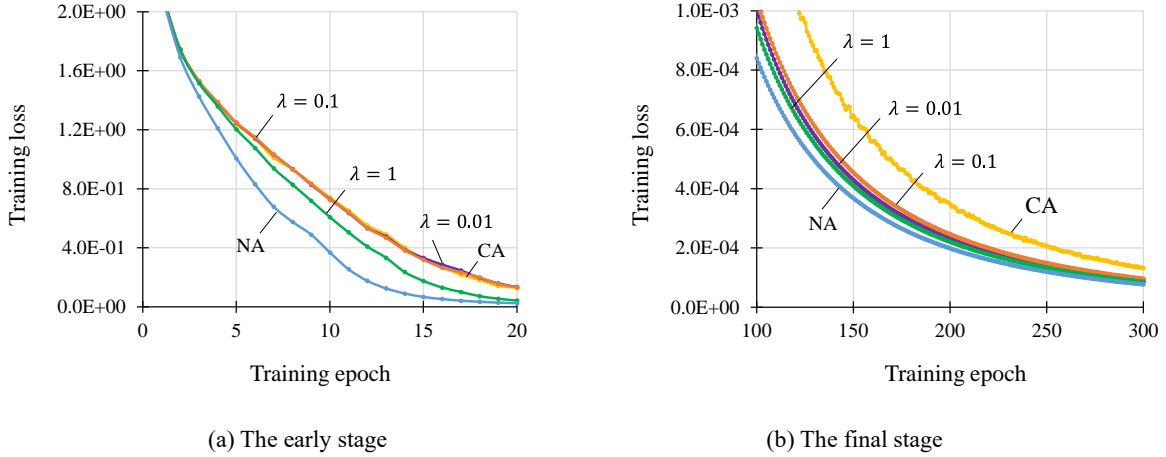 2.0E+00
1.6E+00
1.2E+00
8.0E-01
4.0E-01
0.0E+00
0
5
10
15
20
Training loss
Training epoch
λ = 0.1
λ = 1
λ = 0.01
NA
CA
(a) The early stage
1.0E-03
8.0E-04
6.0E-04
4.0E-04
2.0E-04
0.0E+00
100
150
200
250
300
Training loss
Training epoch
λ = 1
λ = 0.01
λ = 0.1
CA
NA
(b) The final stage